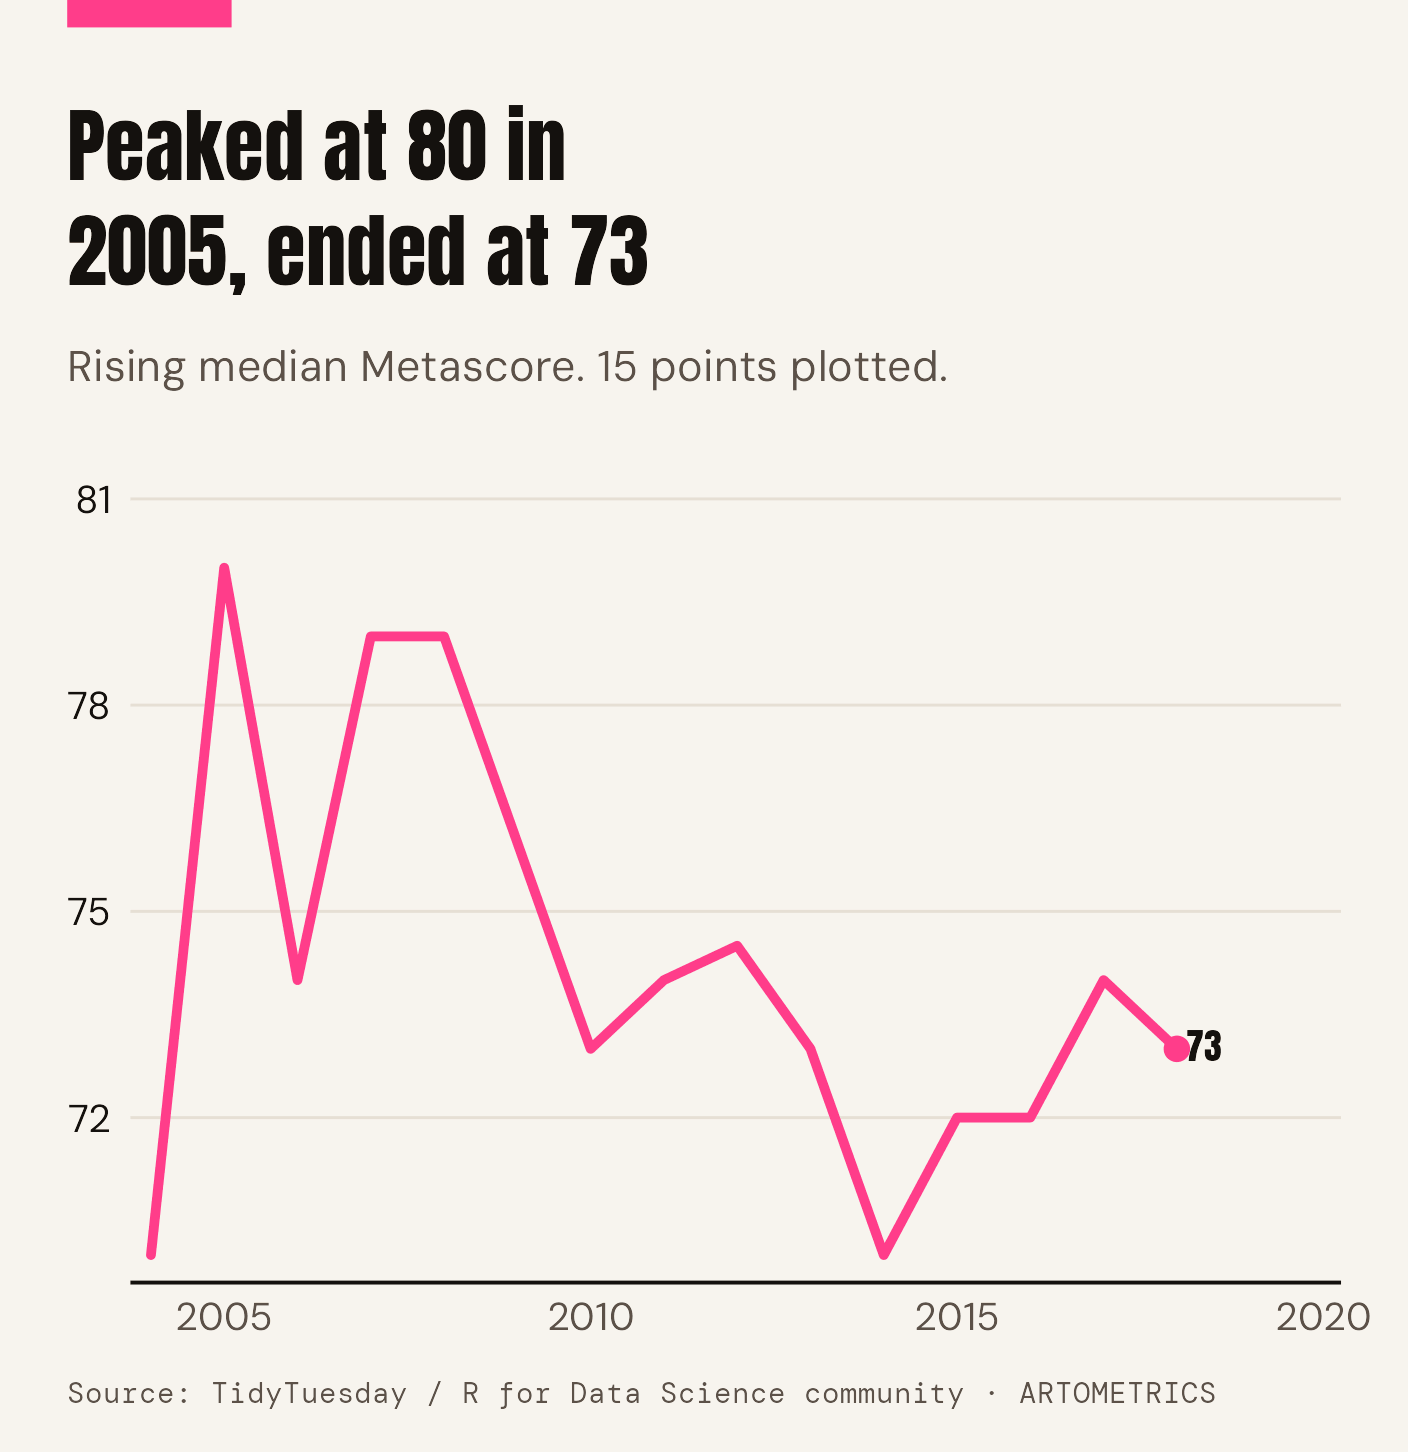 Peaked at 80 in
2005, ended at 73
Rising median Metascore. 15 points plotted.
81
78
75
72
73
2005 2010 2015 2020
Source: TidyTuesday / R for Data Science community · ARTOMETRICS